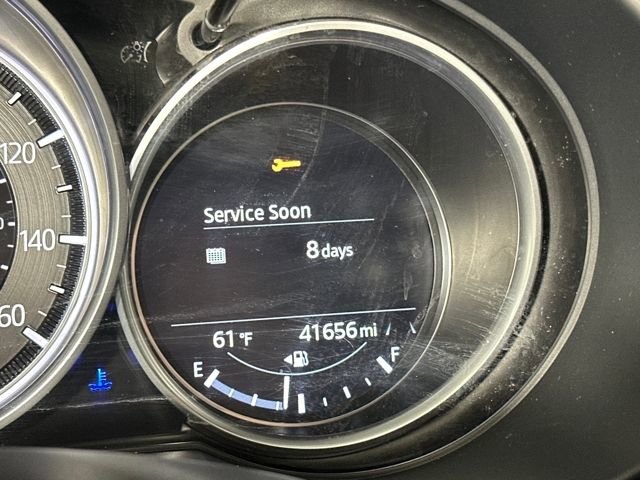 120
140
60
Service Soon
8 days
61 °F
41656 mi
E
F